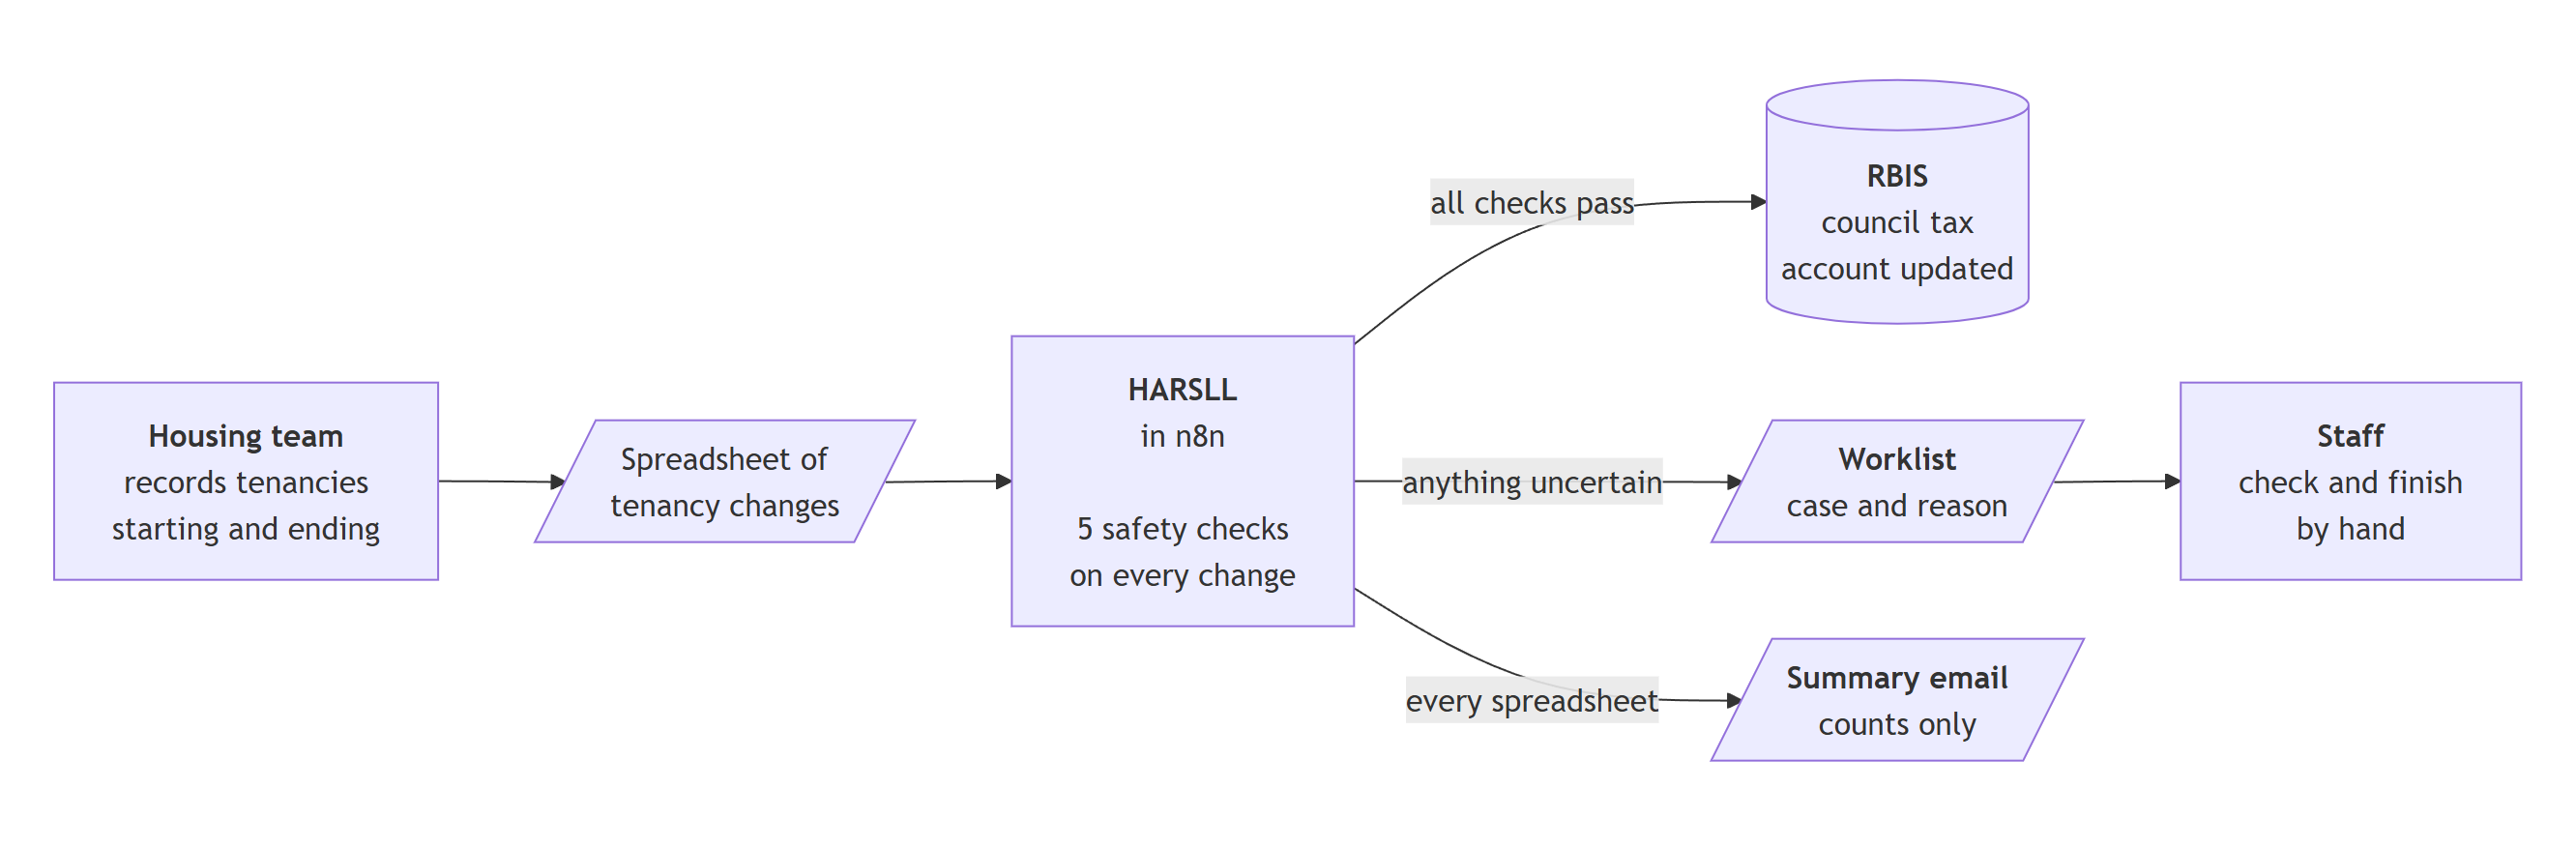 Housing team
records tenancies
starting and ending
Spreadsheet of
tenancy changes
HARSLL
in n8n
5 safety checks
on every change
all checks pass
anything uncertain
every spreadsheet
RBIS
council tax
account updated
Worklist
case and reason
Summary email
counts only
Staff
check and finish
by hand